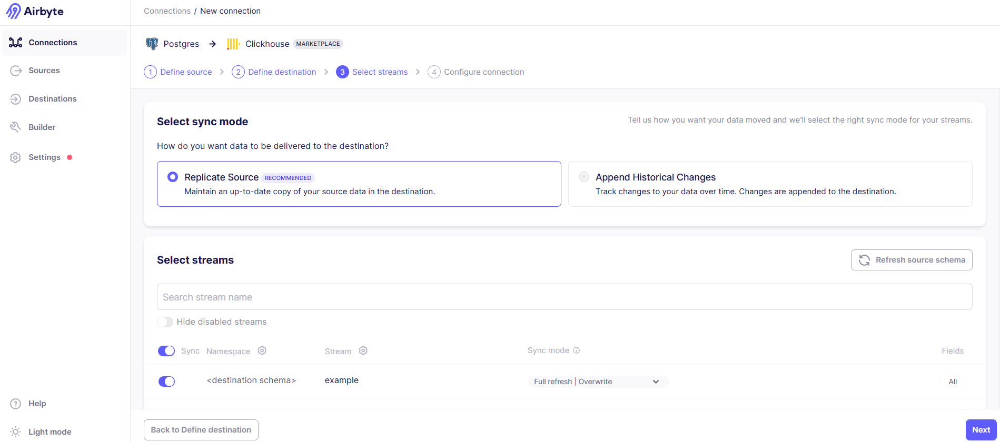 Airbyte
Connections / New connection
Connections
Sources
Destinations
Builder
Settings
Help
Light mode
Postgres → Clickhouse MARKETPLACE
1 Define source > 2 Define destination > 3 Select streams > 4 Configure connection
Select sync mode
Tell us how you want your data moved and we'll select the right sync mode for your streams.
How do you want data to be delivered to the destination?
Replicate Source RECOMMENDED
Maintain an up-to-date copy of your source data in the destination.
Append Historical Changes
Track changes to your data over time. Changes are appended to the destination.
Select streams
Refresh source schema
Search stream name
Hide disabled streams
Sync Namespace Stream Sync mode Fields
<destination schema> example Full refresh | Overwrite All
Back to Define destination
Next